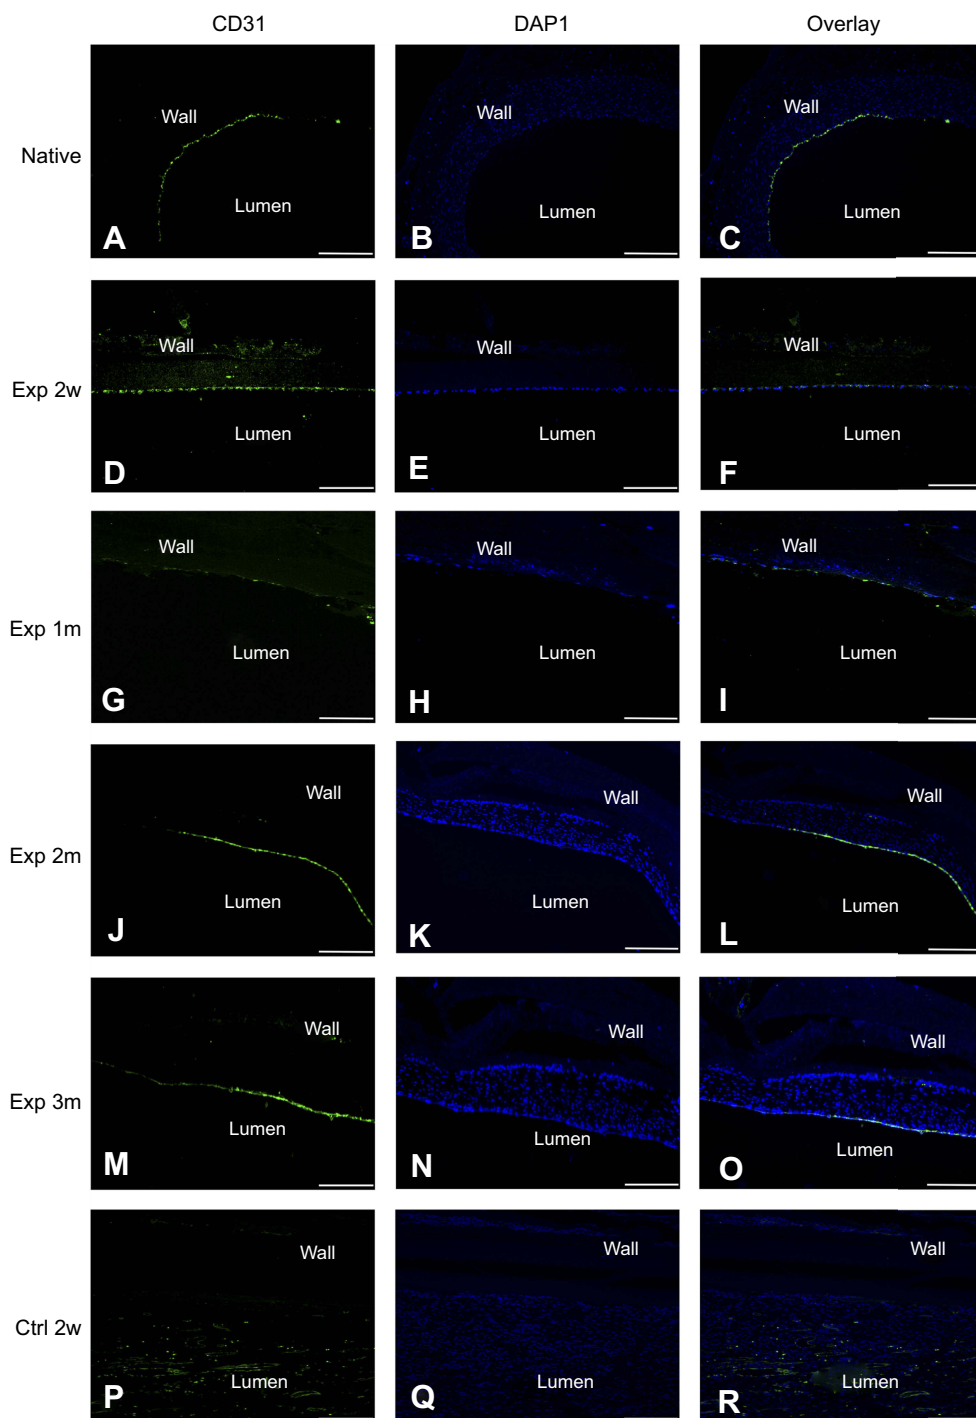 CD31 DAP1 Overlay
Native
Wall Wall Wall
Lumen Lumen Lumen
A B C
Exp 2w
Wall Wall Wall
Lumen Lumen Lumen
D E F
Exp 1m
Wall Wall Wall
Lumen Lumen Lumen
G H I
Exp 2m
Wall Wall Wall
Lumen Lumen Lumen
J K L
Exp 3m
Wall Wall Wall
Lumen Lumen Lumen
M N O
Ctrl 2w
Wall Wall Wall
Lumen Lumen Lumen
P Q R